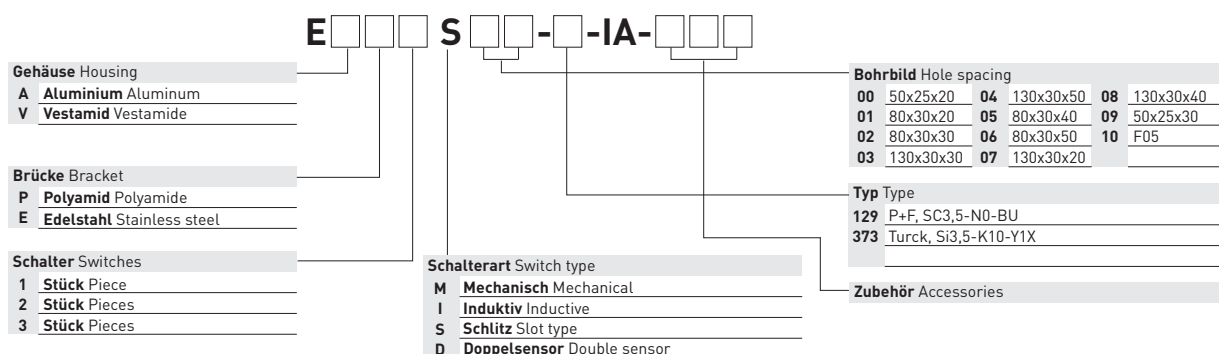 E□□□ S□□-□-IA-□□□
Gehäuse Housing
A Aluminium Aluminum
V Vestamid Vestamide
Brücke Bracket
P Polyamid Polyamide
E Edelstahl Stainless steel
Schalter Switches
1 Stück Piece
2 Stück Pieces
3 Stück Pieces
Schalterart Switch type
M Mechanisch Mechanical
I Induktiv Inductive
S Schlitz Slot type
D Doppelsensor Double sensor
Bohrbild Hole spacing
00 50x25x20 04 130x30x50 08 130x30x40
01 80x30x20 05 80x30x40 09 50x25x30
02 80x30x30 06 80x30x50 10 F05
03 130x30x30 07 130x30x20
Typ Type
129 P+F, SC3,5-N0-BU
373 Turck, Si3,5-K10-Y1X
Zubehör Accessories